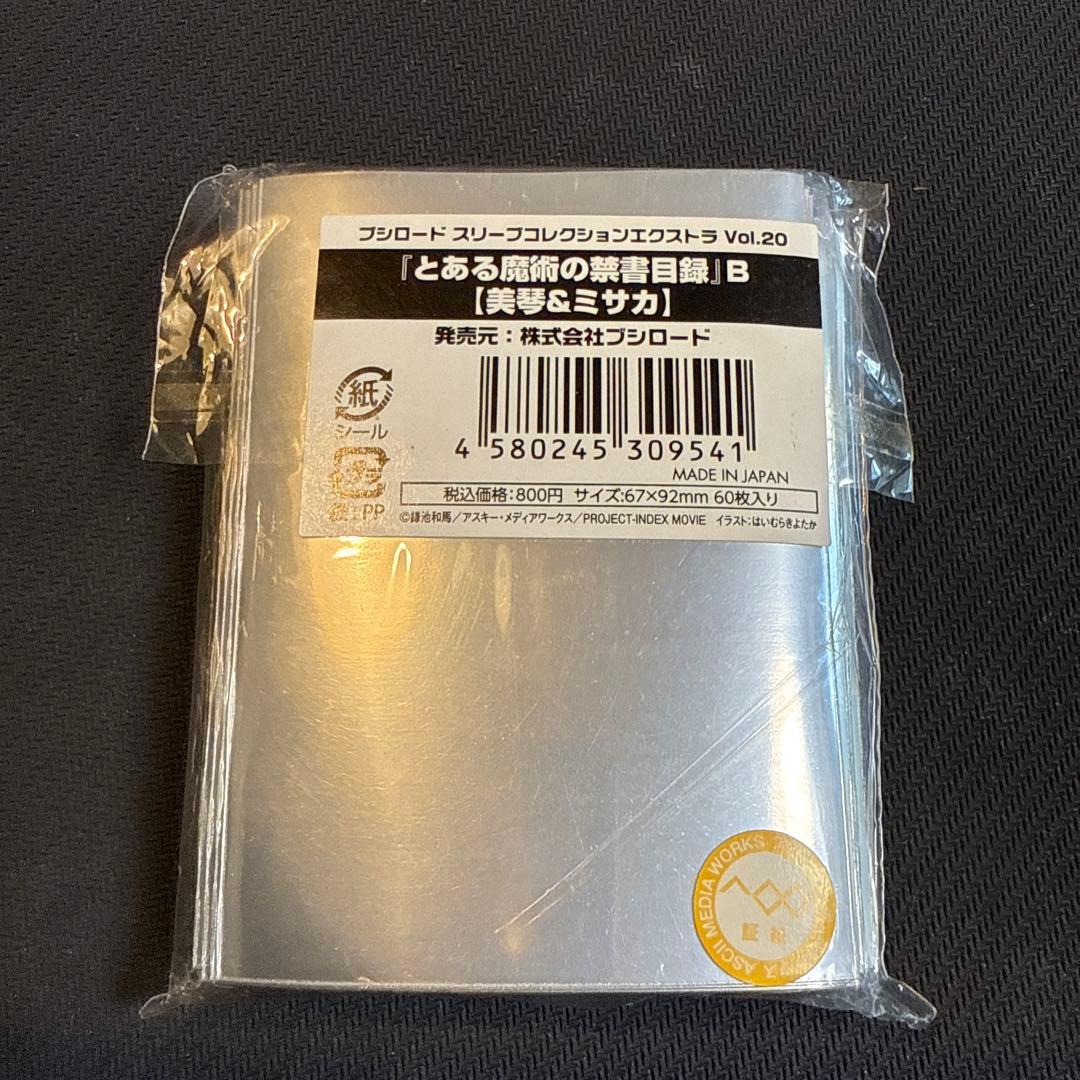 ブシロード スリーブコレクションエクストラ Vol.20
『とある魔術の禁書目録』B
【美琴&ミサカ】
発売元：株式会社ブシロード
紙
シール
4 580245 309541
MADE IN JAPAN
PP
税込価格：800円 サイズ：67×92mm 60枚入り
©鎌池和馬／アスキー・メディアワークス／PROJECT-INDEX MOVIE イラスト：はいむらきよたか
ASCII MEDIA WORKS
証紙